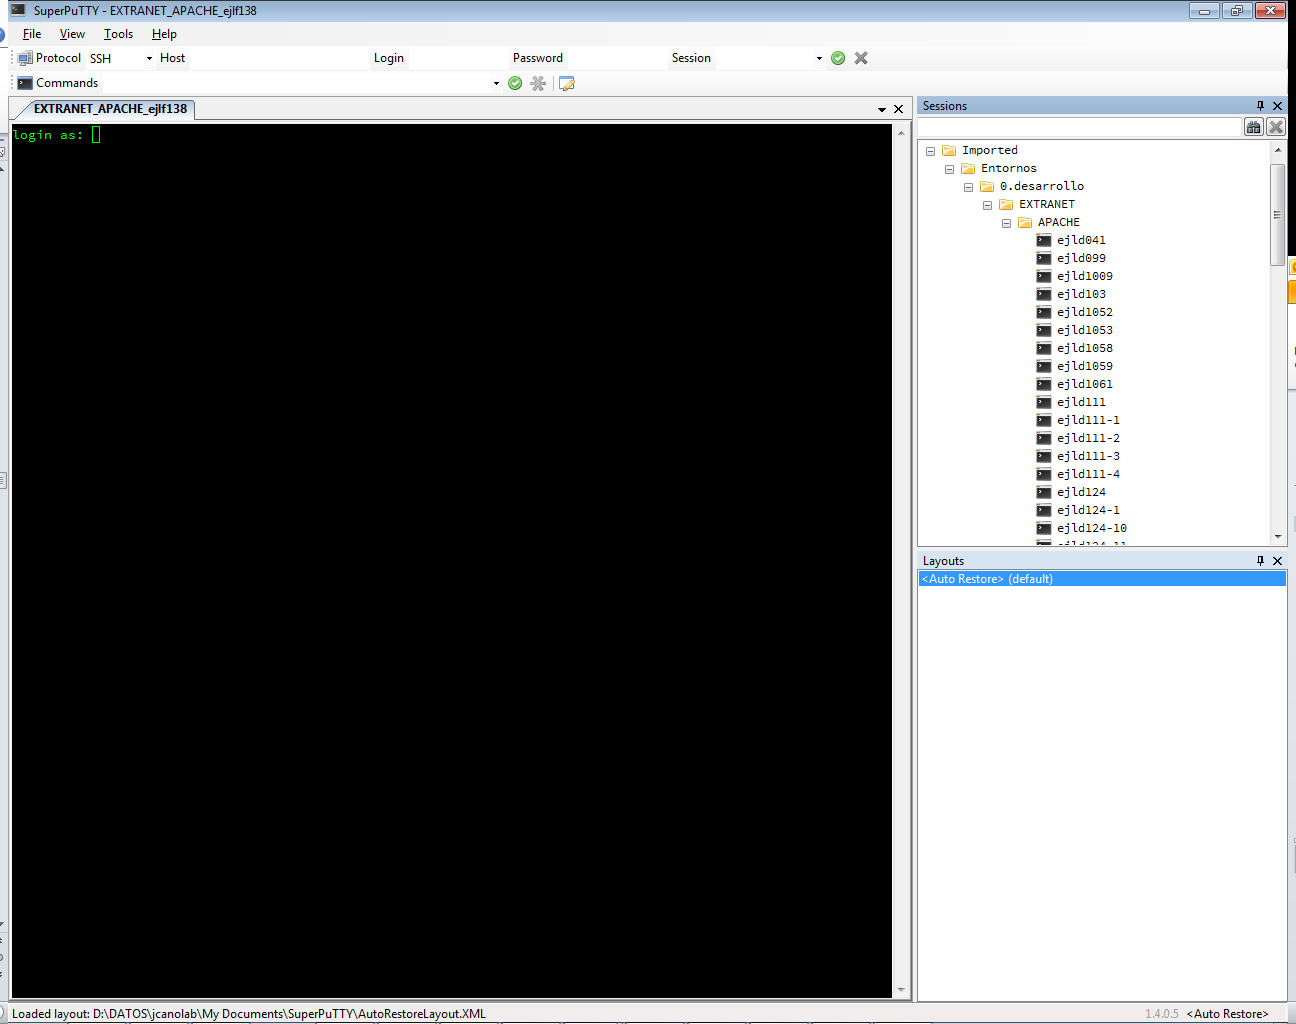 SuperPuTTY - EXTRANET_APACHE_ejlf138
File View Tools Help
Protocol SSH Host Login Password Session
Commands
EXTRANET_APACHE_ejlf138
login as:
Sessions
Imported
Entornos
0.desarrollo
EXTRANET
APACHE
ejld041
ejld099
ejld1009
ejld103
ejld1052
ejld1053
ejld1058
ejld1059
ejld1061
ejld111
ejld111-1
ejld111-2
ejld111-3
ejld111-4
ejld124
ejld124-1
ejld124-10
ejld124-11
Layouts
<Auto Restore> (default)
Loaded layout: D:\DATOS\jcanolab\My Documents\SuperPuTTY\AutoRestoreLayout.XML
1.4.0.5 <Auto Restore>